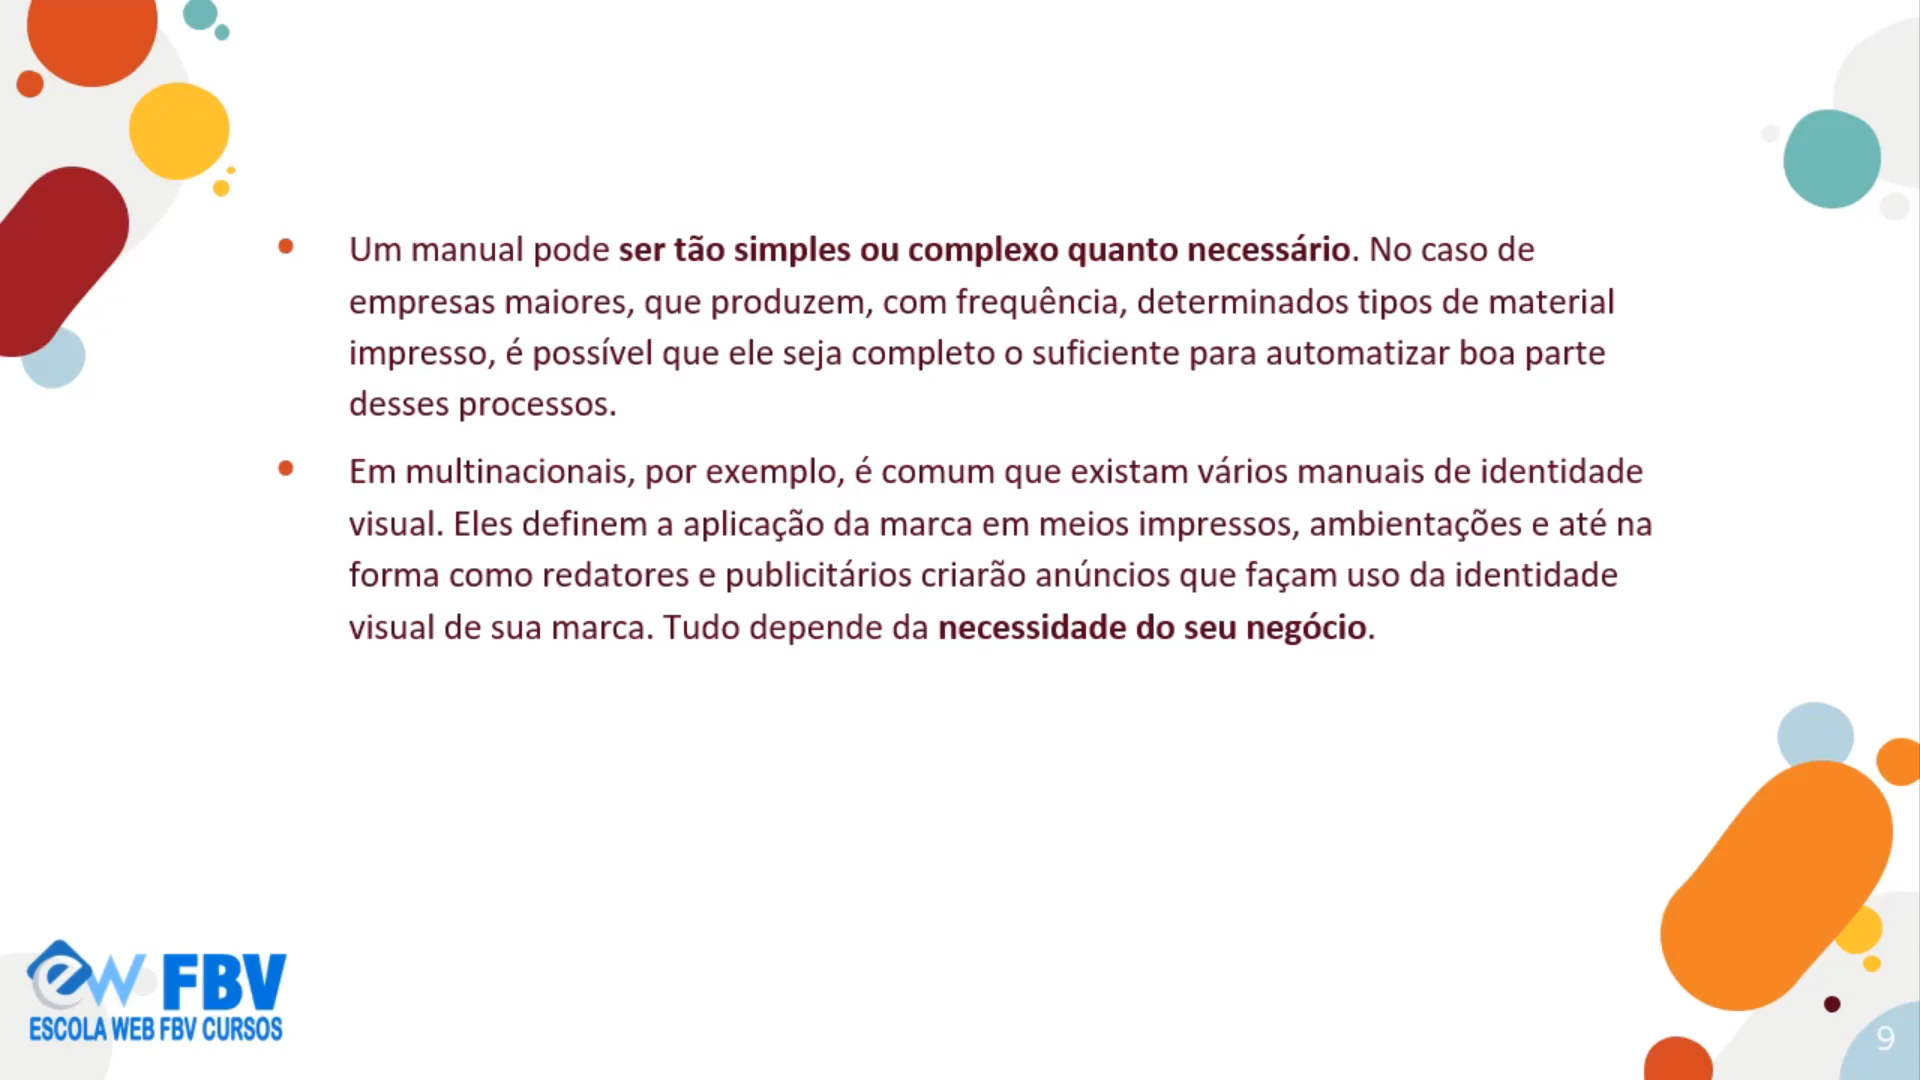 Um manual pode ser tão simples ou complexo quanto necessário. No caso de
empresas maiores, que produzem, com frequência, determinados tipos de material
impresso, é possível que ele seja completo o suficiente para automatizar boa parte
desses processos.
Em multinacionais, por exemplo, é comum que existam vários manuais de identidade
visual. Eles definem a aplicação da marca em meios impressos, ambientações e até na
forma como redatores e publicitários criarão anúncios que façam uso da identidade
visual de sua marca. Tudo depende da necessidade do seu negócio.
ew FBV
ESCOLA WEB FBV CURSOS
9